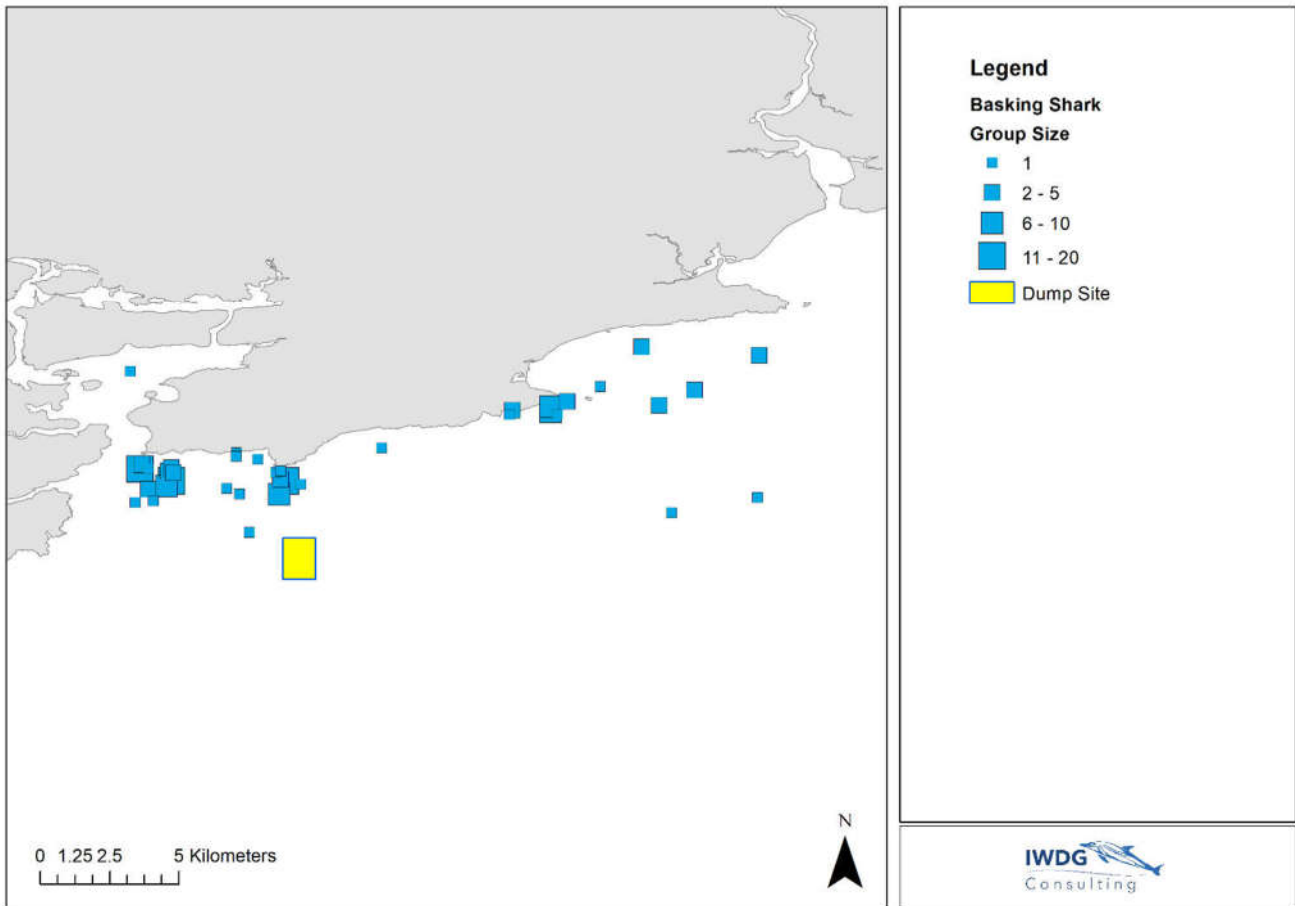 Legend
Basking Shark
Group Size
1
2 - 5
6 - 10
11 - 20
Dump Site
0 1.25 2.5 5 Kilometers
N
IWDG
Consulting